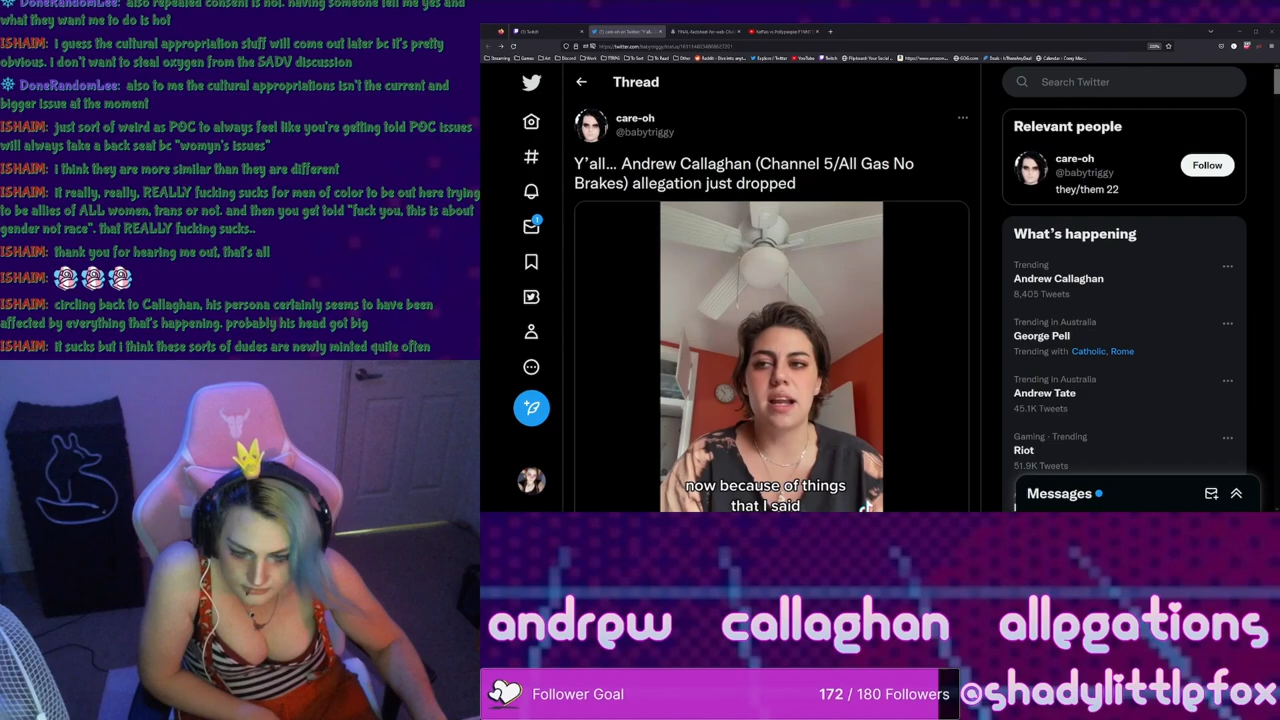 DoneRandomLee: also repeated consent is hot. having someone tell me yes and
what they want me to do is hot
ISHAIM: i guess the cultural appropriation stuff will come out later bc it's pretty
obvious. i don't want to steal oxygen from the SADV discussion
DoneRandomLee: also to me the cultural appropriations isn't the current and
bigger issue at the moment
ISHAIM: just sort of weird as POC to always feel like you're getting told POC issues
will always take a back seat bc "womyn's issues"
ISHAIM: i think they are more similar than they are different
ISHAIM: it really, really, REALLY fucking sucks for men of color to be out here trying
to be allies of ALL women, trans or not. and then you get told "fuck you, this is about
gender not race". that REALLY fucking sucks..
ISHAIM: thank you for hearing me out, that's all
ISHAIM:
ISHAIM: circling back to Callaghan, his persona certainly seems to have been
affected by everything that's happening. probably his head got big
ISHAIM: it sucks but i think these sorts of dudes are newly minted quite often
Thread
care-oh
@babytriggy
Y'all... Andrew Callaghan (Channel 5/All Gas No
Brakes) allegation just dropped
now because of things
that I said
Search Twitter
Relevant people
care-oh
@babytriggy
Follow
they/them 22
What's happening
Trending
Andrew Callaghan
8,405 Tweets
Trending in Australia
George Pell
Trending with Catholic, Rome
Trending in Australia
Andrew Tate
45.1K Tweets
Gaming · Trending
Riot
51.9K Tweets
Messages
andrew callaghan allegations
Follower Goal 172 / 180 Followers
@shadylittlefox